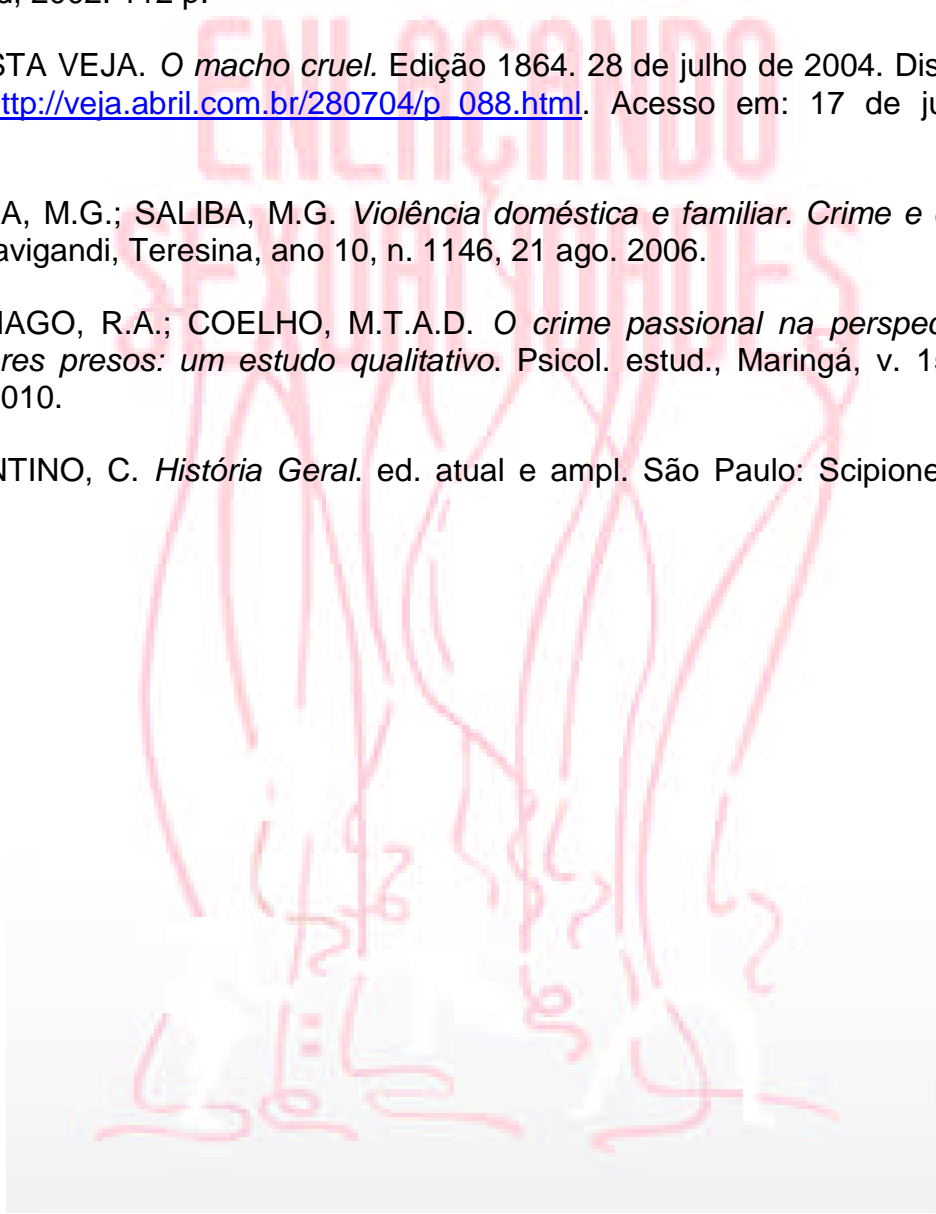 2002. 112 p.
STA VEJA. O macho cruel. Edição 1864. 28 de julho de 2004. Dis
ttp://veja.abril.com.br/280704/p_088.html. Acesso em: 17 de ju
A, M.G.; SALIBA, M.G. Violência doméstica e familiar. Crime e
avigandi, Teresina, ano 10, n. 1146, 21 ago. 2006.
IAGO, R.A.; COELHO, M.T.A.D. O crime passional na perspec
res presos: um estudo qualitativo. Psicol. estud., Maringá, v. 1
010.
NTINO, C. História Geral. ed. atual e ampl. São Paulo: Scipione
ENLAÇANDO
SEXUALIDADES